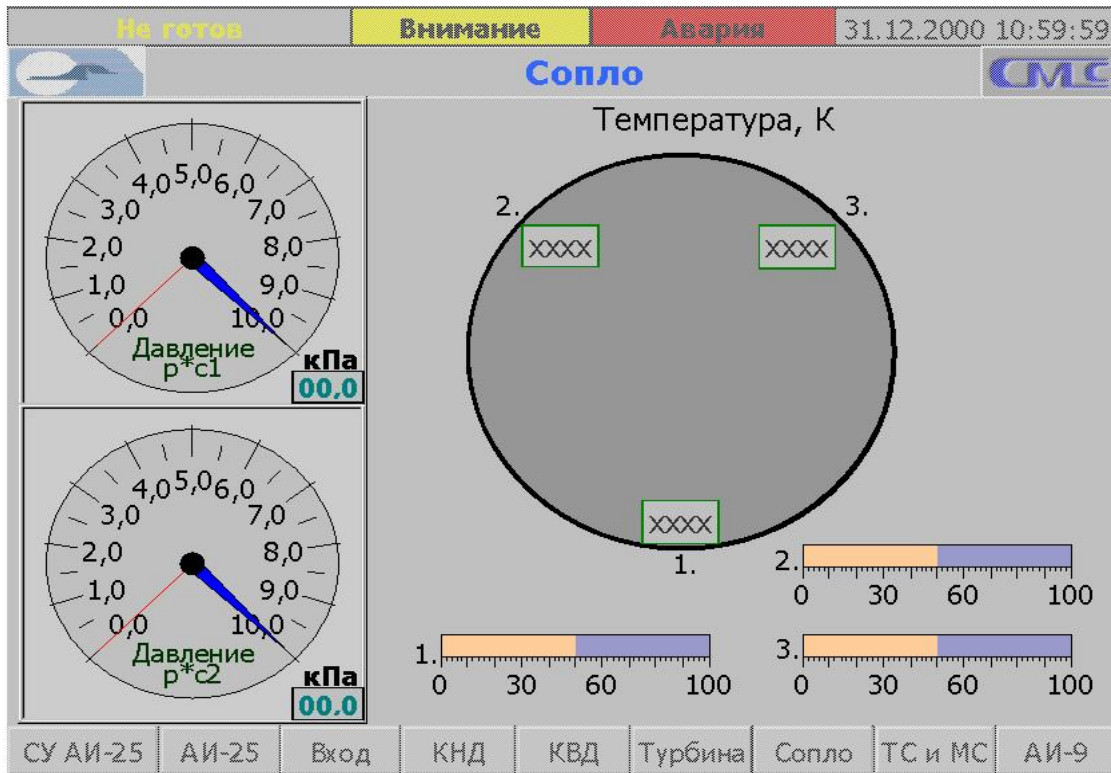 Не готов Внимание Авария 31.12.2000 10:59:59
Сопло CMC
Температура, К
0,0 1,0 2,0 3,0 4,0 5,0 6,0 7,0 8,0 9,0 10,0
Давление
p*c1
кПа
00,0
0,0 1,0 2,0 3,0 4,0 5,0 6,0 7,0 8,0 9,0 10,0
Давление
p*c2
кПа
00,0
2. XXXX
3. XXXX
XXXX
1.
2.
0 30 60 100
1.
0 30 60 100
3.
0 30 60 100
СУ АИ-25 АИ-25 Вход КНД КВД Турбина Сопло ТС и МС АИ-9